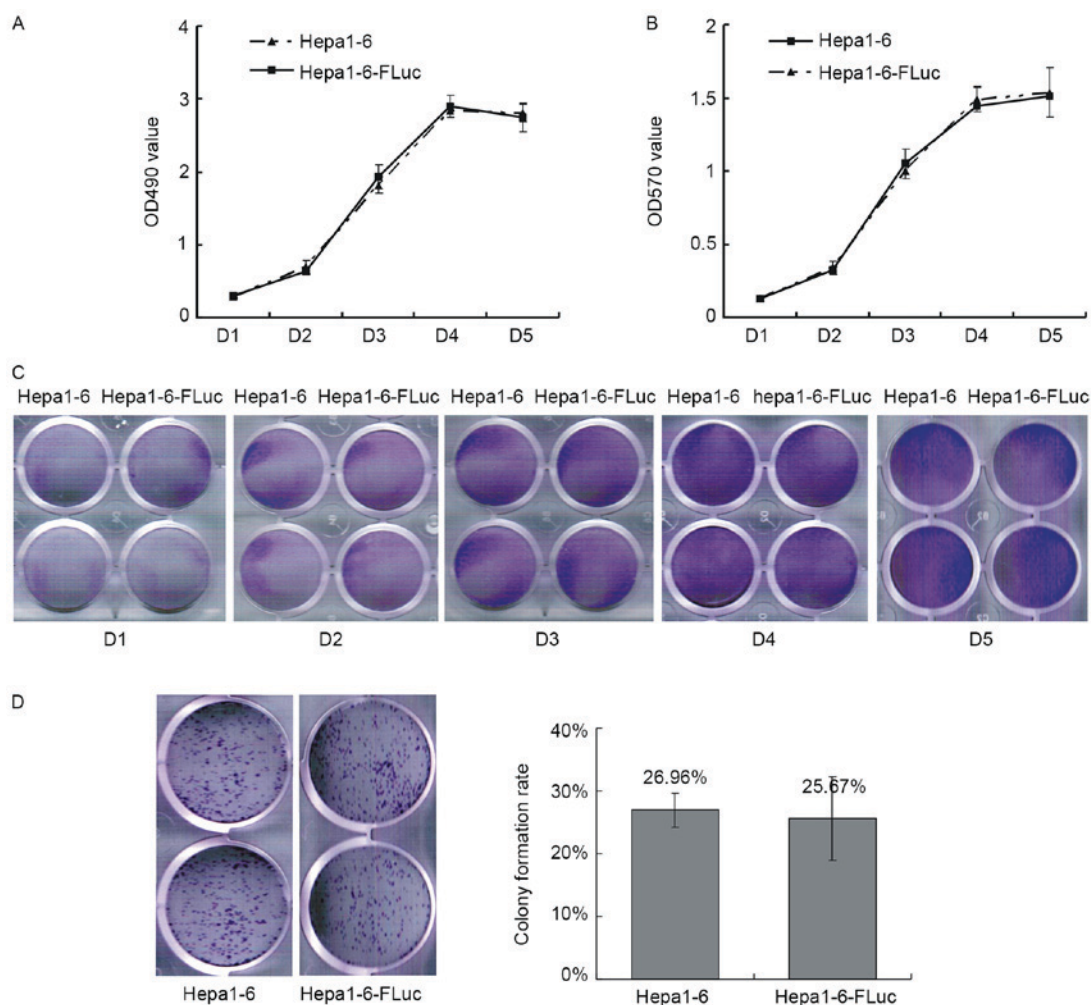 A
4
3
2
1
0
OD490 value
Hepa1-6
Hepa1-6-FLuc
D1 D2 D3 D4 D5
B
2
1.5
1
0.5
0
OD570 value
Hepa1-6
Hepa1-6-FLuc
D1 D2 D3 D4 D5
C
Hepa1-6 Hepa1-6-FLuc Hepa1-6 Hepa1-6-FLuc Hepa1-6 Hepa1-6-FLuc Hepa1-6 hepa1-6-FLuc Hepa1-6 Hepa1-6-FLuc
D1 D2 D3 D4 D5
D
Hepa1-6 Hepa1-6-FLuc
40%
30%
20%
10%
0%
Colony formation rate
26.96%
25.67%
Hepa1-6 Hepa1-6-FLuc